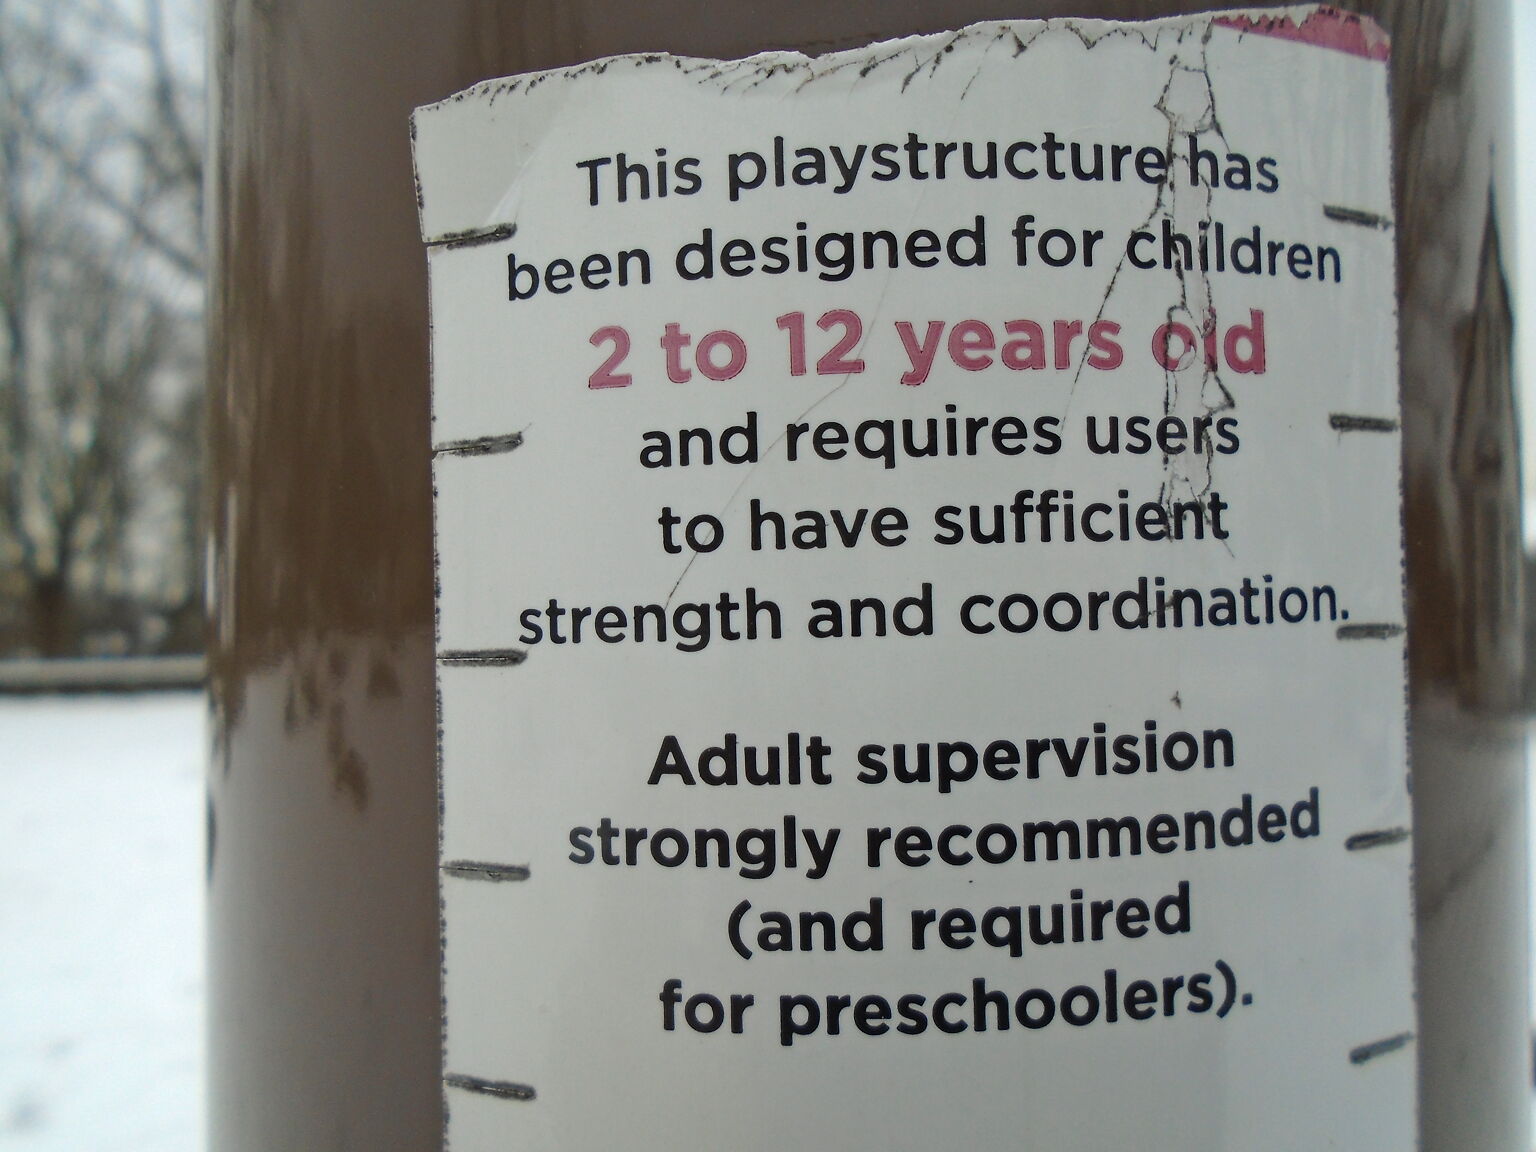 This playstructure has
been designed for children
2 to 12 years old
and requires users
to have sufficient
strength and coordination.
Adult supervision
strongly recommended
(and required
for preschoolers).